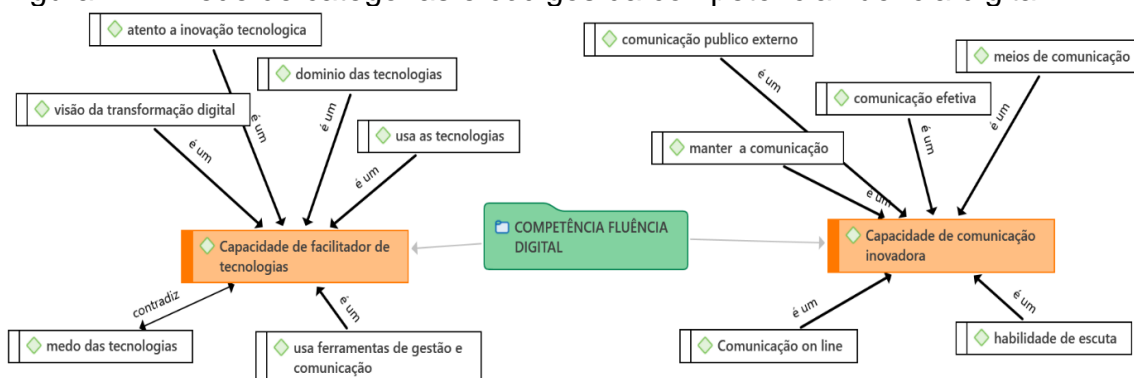 atento a inovação tecnologica
comunicação publico externo
meios de comunicação
dominio das tecnologias
visão da transformação digital
comunicação efetiva
usa as tecnologias
manter a comunicação
é um
é um
é um
é um
é um
é um
é um
é um
COMPETÊNCIA FLUÊNCIA
DIGITAL
Capacidade de facilitador de
tecnologias
Capacidade de comunicação
inovadora
contradiz
é um
é um
é um
medo das tecnologias
usa ferramentas de gestão e
comunicação
Comunicação on line
habilidade de escuta